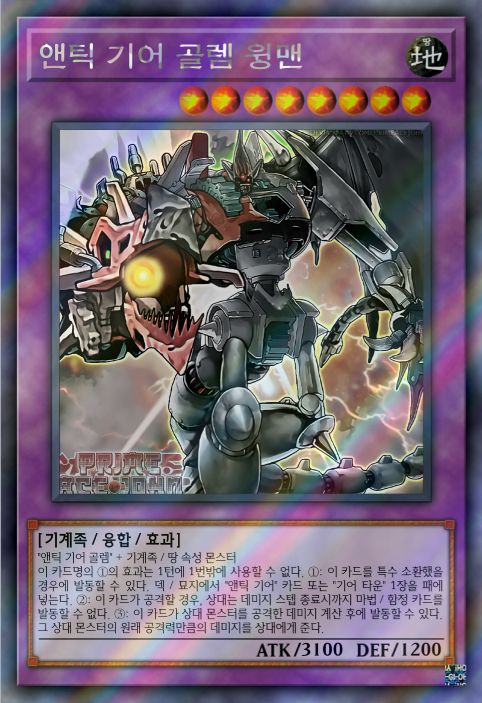 앤틱 기어 골렘 윙맨
땅
地
PRIME
ACE JOHN
[기계족 / 융합 / 효과]
"앤틱 기어 골렘" + 기계족 / 땅 속성 몬스터
이 카드명의 ①의 효과는 1턴에 1번밖에 사용할 수 없다. ①: 이 카드를 특수 소환했을
경우에 발동할 수 있다. 덱 / 묘지에서 "앤틱 기어" 카드 또는 "기어 타운" 1장을 패에
넣는다. ②: 이 카드가 공격할 경우, 상대는 데미지 스텝 종료시까지 마법 / 함정 카드를
발동할 수 없다. ③: 이 카드가 상대 몬스터를 공격한 데미지 계산 후에 발동할 수 있다.
그 상대 몬스터의 원래 공격력만큼의 데미지를 상대에게 준다.
ATK/3100 DEF/1200